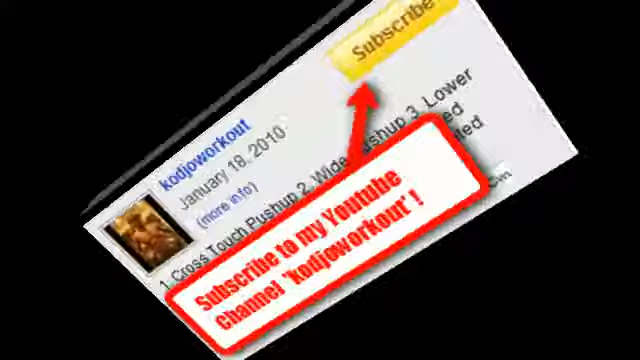 Subscribe
kodjoworkout
January 18, 2010
(more info)
1. Cross Touch Pushup 2. Wide Pushup 3. Lower
Subscribe to my Youtube
Channel 'kodjoworkout' !